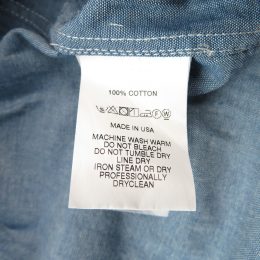 100% COTTON
F W
MADE IN USA
MACHINE WASH WARM
DO NOT BLEACH
DO NOT TUMBLE DRY
LINE DRY
IRON STEAM OR DRY
PROFESSIONALLY
DRYCLEAN